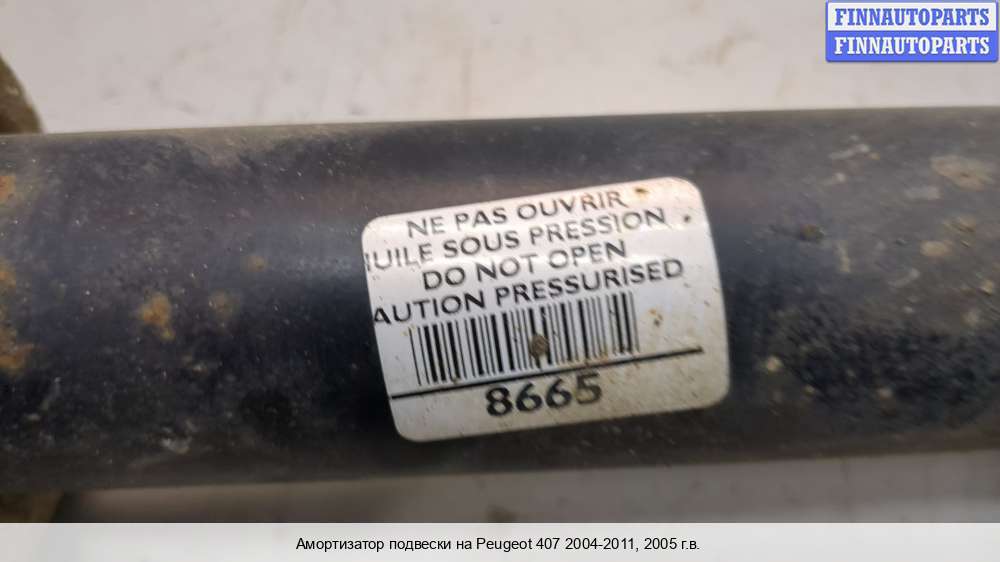 FINNAUTOPARTS
FINNAUTOPARTS
NE PAS OUVRIR
UILE SOUS PRESSION
DO NOT OPEN
AUTION PRESSURISED
8665
Амортизатор подвески на Peugeot 407 2004-2011, 2005 г.в.